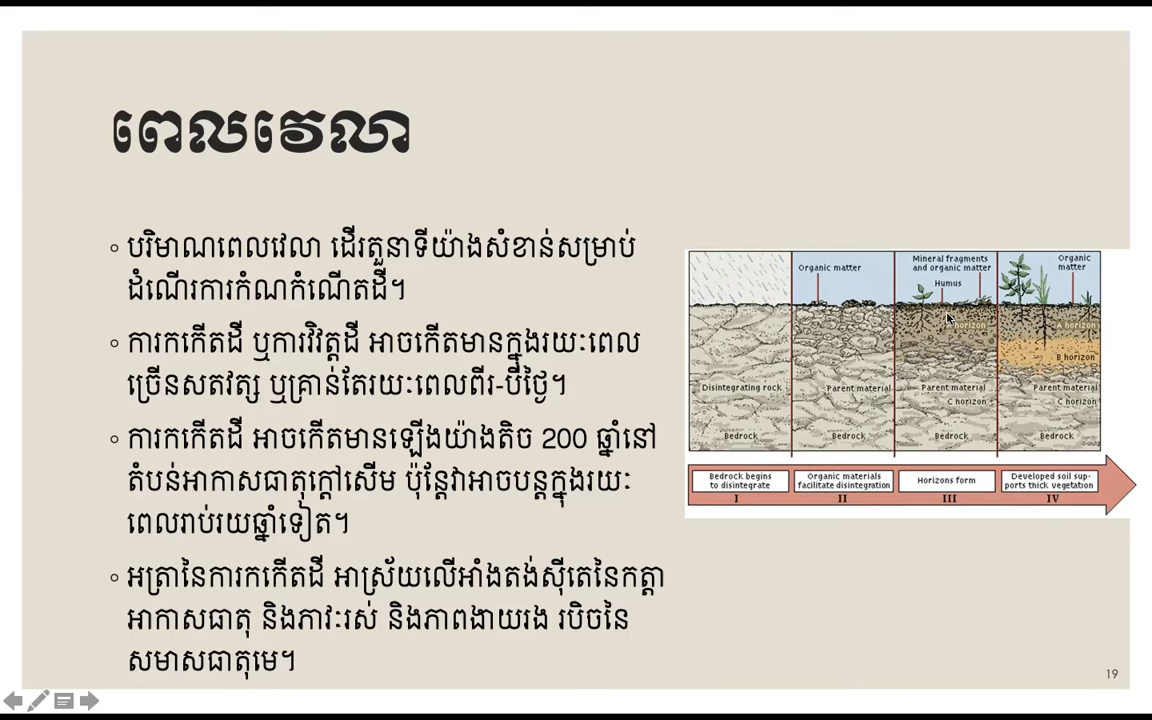 ពេលវេលា
បរិមាណពេលវេលា ដើរតួនាទីយ៉ាងសំខាន់សម្រាប់
ដំណើរការកំណកំណើតដី។
ការកកើតដី ឬការវិវត្តដី អាចកើតមានក្នុងរយៈពេល
ច្រើនសតវត្ស ឬគ្រាន់តែរយៈពេលពីរ-បីថ្ងៃ។
ការកកើតដី អាចកើតមានឡើងយ៉ាងតិច 200 ឆ្នាំនៅ
តំបន់អាកាសធាតុក្តៅសើម ប៉ុន្តែវាអាចបន្តក្នុងរយៈ
ពេលរាប់រយឆ្នាំទៀត។
អត្រានៃការកកើតដី អាស្រ័យលើអាំងតង់ស៊ីតេនៃកត្តា
អាកាសធាតុ និងភាវៈរស់ និងភាពងាយរង របិចនៃ
សមាសធាតុមេ។
Organic matter
Mineral fragments
and organic matter
Humus
Organic
matter
horizon
A horizon
B horizon
Disintegrating rock
Parent material
Parent material
C horizon
Parent material
C horizon
Bedrock
Bedrock
Bedrock
Bedrock
Bedrock begins
to disintegrate
I
Organic materials
facilitate disintegration
II
Horizons form
III
Developed soil sup-
ports thick vegetation
IV
19